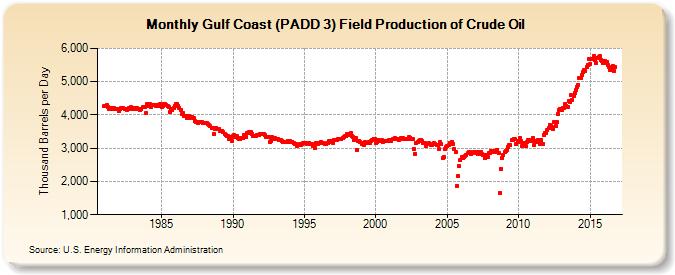 Monthly Gulf Coast (PADD 3) Field Production of Crude Oil
Thousand Barrels per Day
6,000
5,000
4,000
3,000
2,000
1,000
1985 1990 1995 2000 2005 2010 2015
Source: U.S. Energy Information Administration